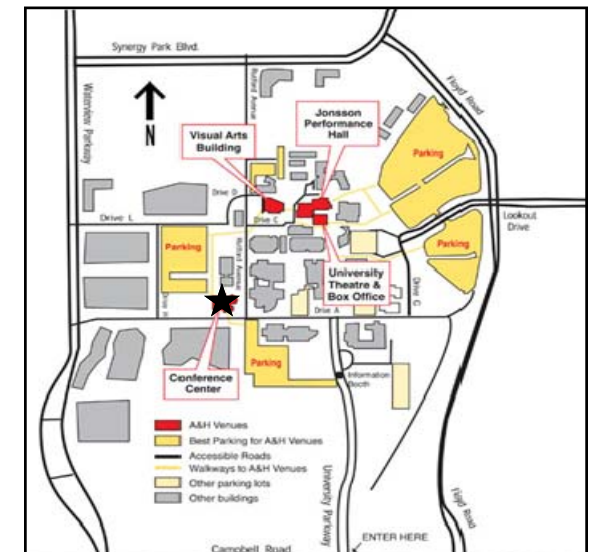 Synergy Park Bllvd.
Waterview Parkway
N
Rutford Avenue
Floyd Road
Jonsson
Performance
Hall
Visual Arts
Building
Parking
Drive D
Drive C
Drive L
Lookout
Drive
Parking
Rutford Avenue
Parking
University
Theatre &
Box Office
Drive H
Drive A
Drive G
Conference
Center
Parking
Information
Booth
A&H Venues
Best Parking for A&H Venues
Accessible Roads
Walkways to A&H Venues
Other parking lots
Other buildings
University Parkway
Floyd Road
ENTER HERE
Campbell Road